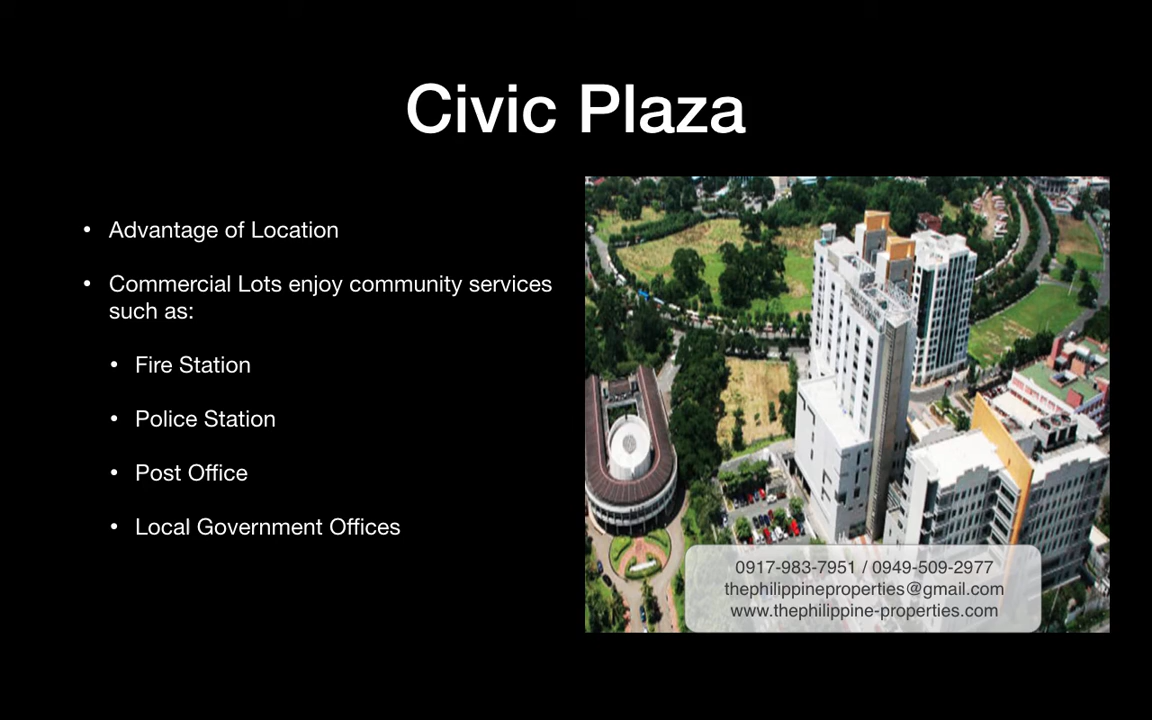 Civic Plaza
• Advantage of Location
• Commercial Lots enjoy community services
such as:
• Fire Station
• Police Station
• Post Office
• Local Government Offices
0917-983-7951 / 0949-509-2977
thephilippineproperties@gmail.com
www.thephilippine-properties.com